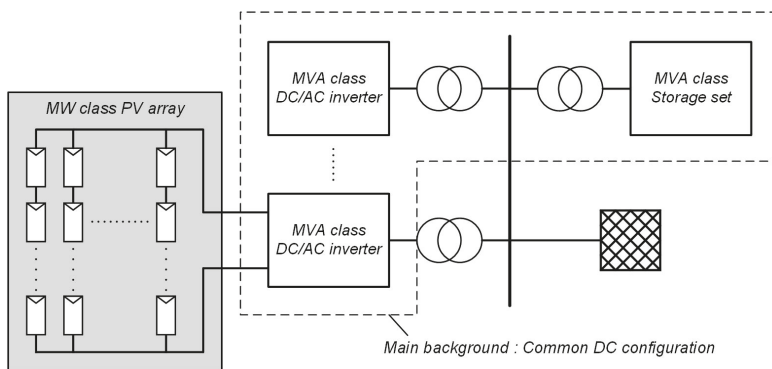 MW class PV array
MVA class
DC/AC inverter
MVA class
Storage set
MVA class
DC/AC inverter
Main background : Common DC configuration